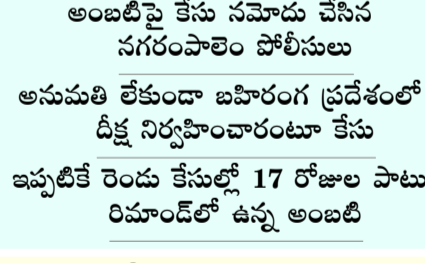 అంబటిపై కేసు నమోదు చేసిన
నగరంపాలెం పోలీసులు
అనుమతి లేకుండా బహిరంగ ప్రదేశంలో
దీక్ష నిర్వహించారంటూ కేసు
ఇప్పటికే రెండు కేసుల్లో 17 రోజుల పాటు
రిమాండ్‌లో ఉన్న అంబటి